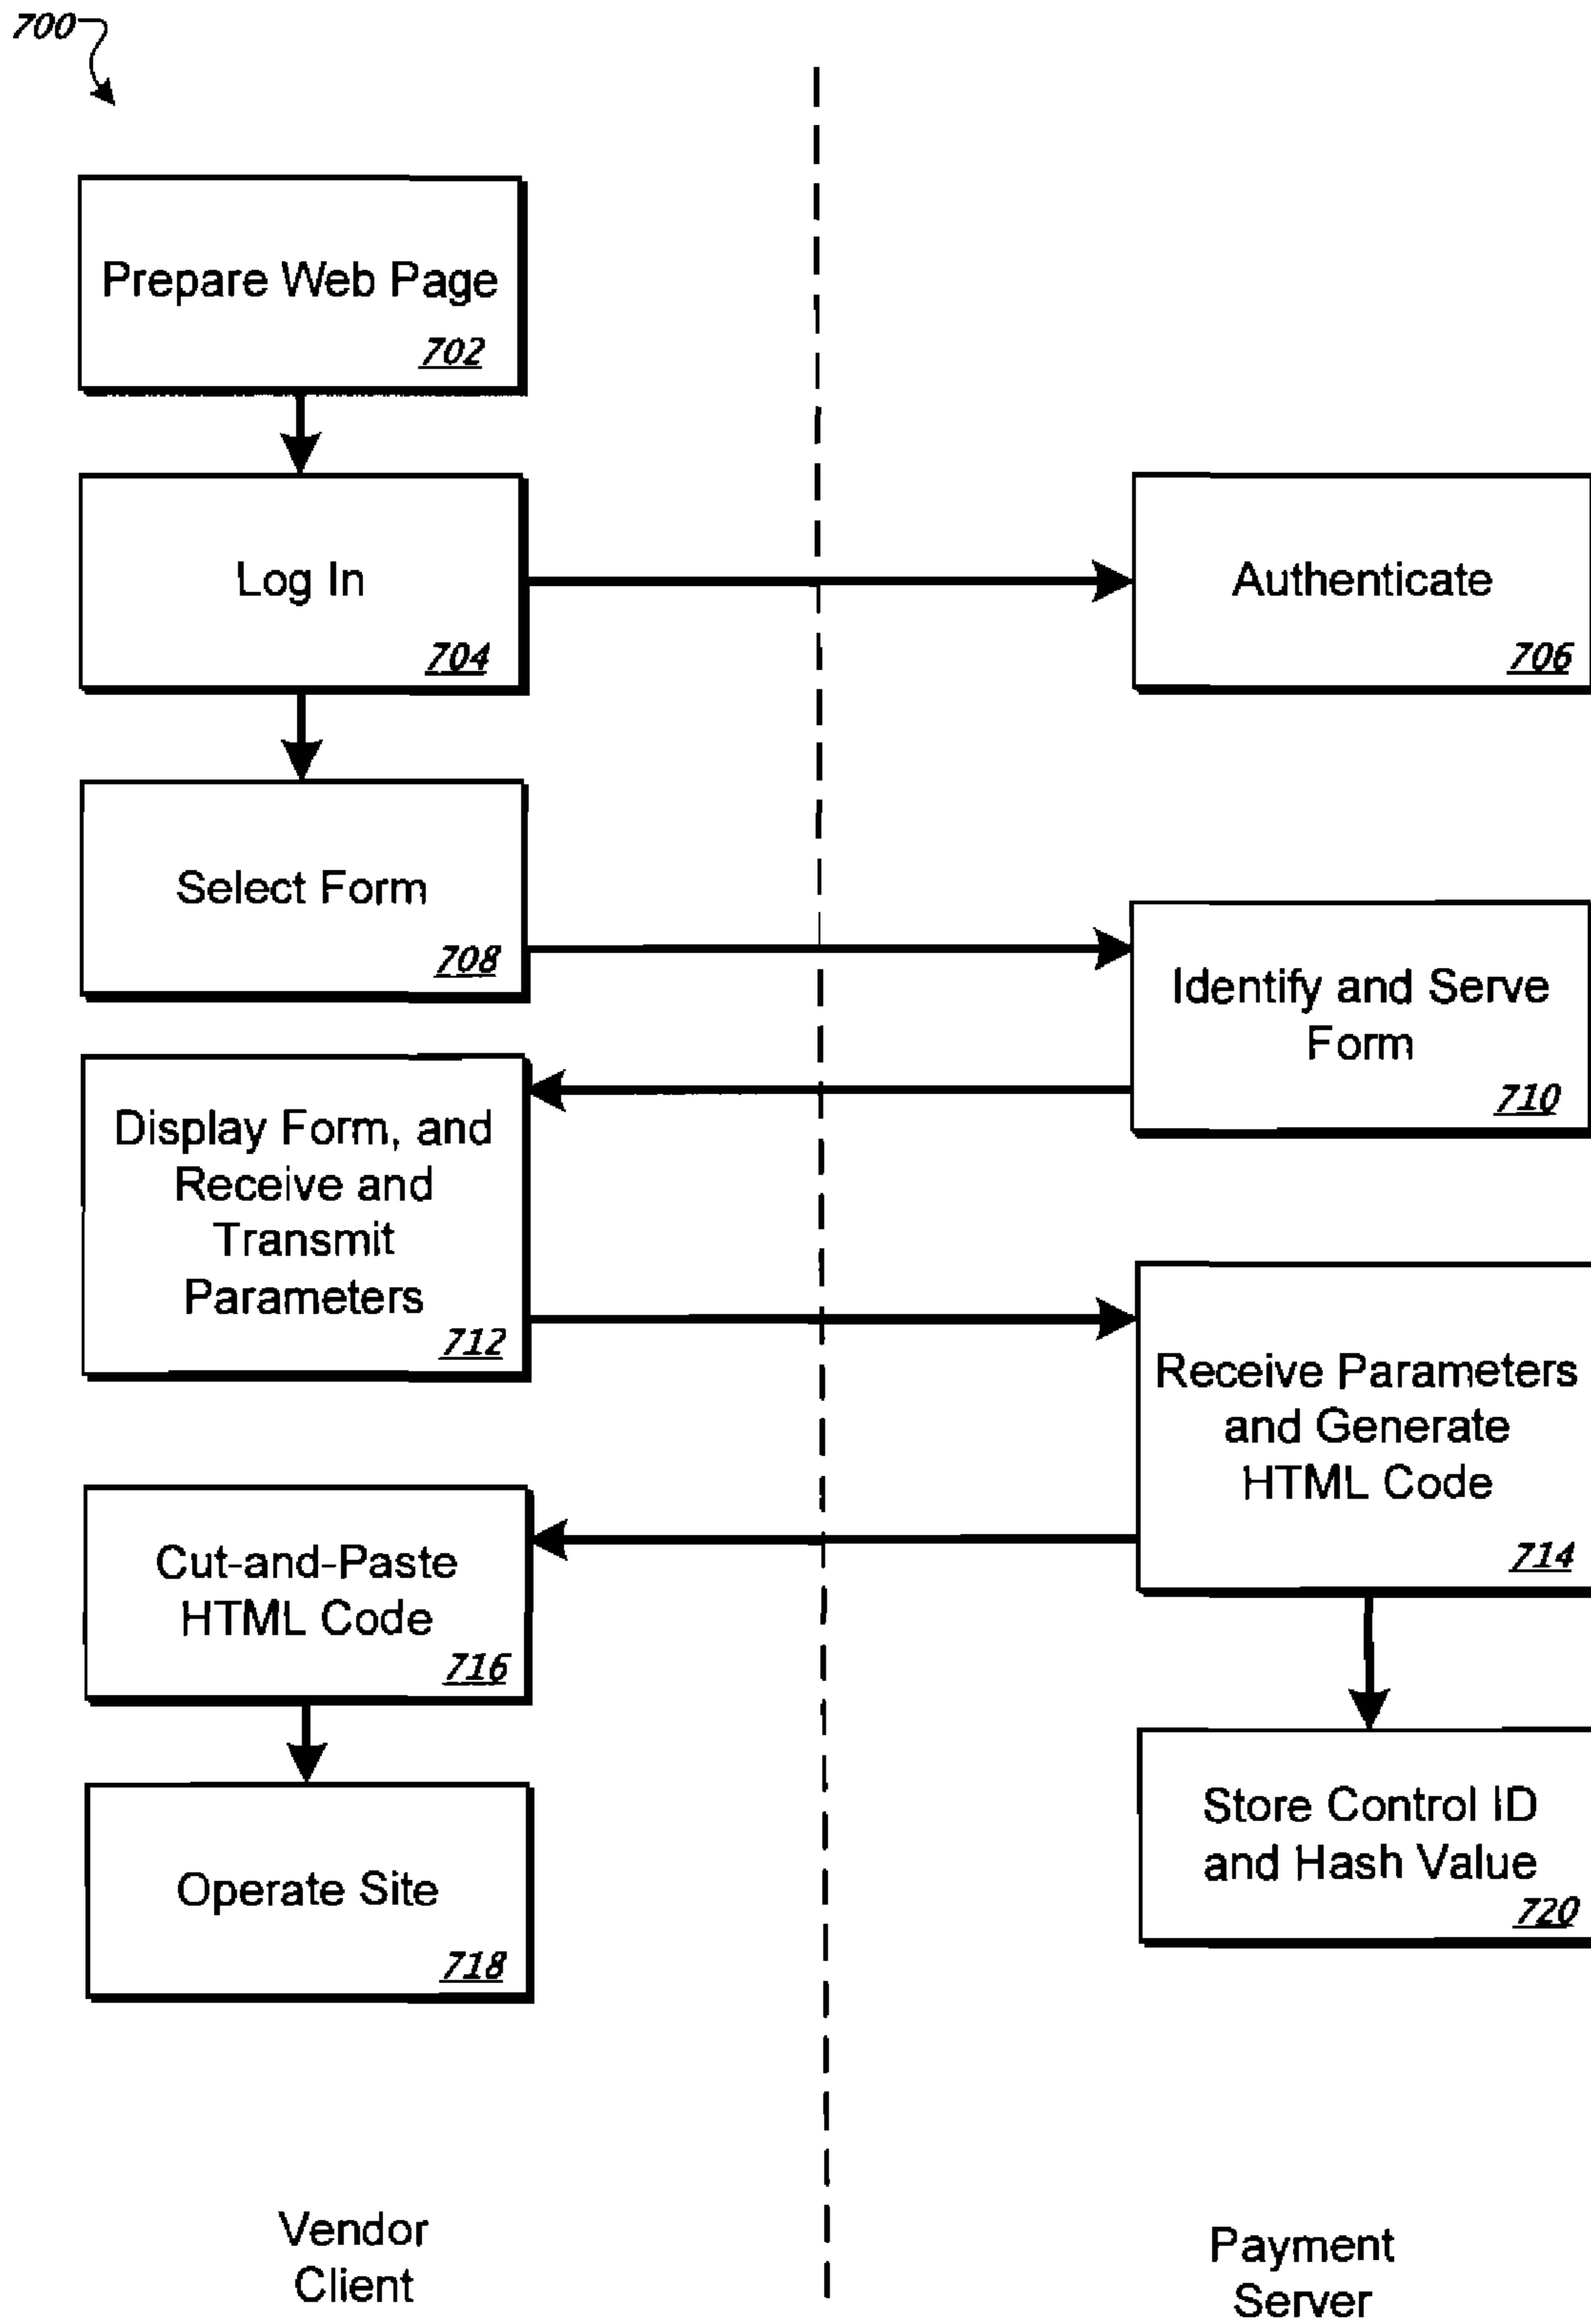 700
Prepare Web Page
702
Log In
704
Authenticate
706
Select Form
708
Identify and Serve
Form
710
Display Form, and
Receive and
Transmit
Parameters
712
Receive Parameters
and Generate
HTML Code
714
Cut-and-Paste
HTML Code
716
Store Control ID
and Hash Value
720
Operate Site
718
Vendor
Client
Payment
Server